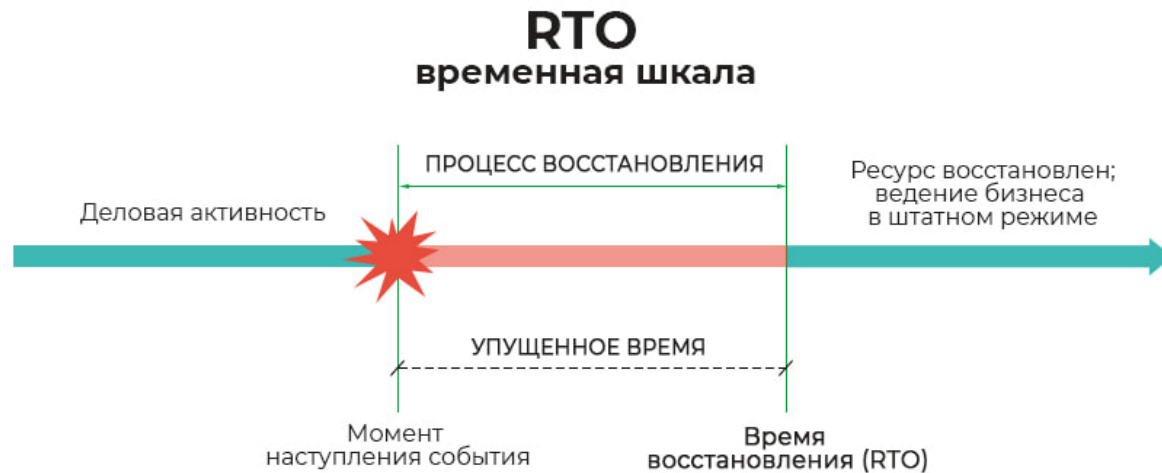 RTO
временная шкала
ПРОЦЕСС ВОССТАНОВЛЕНИЯ
Деловая активность
Ресурс восстановлен;
ведение бизнеса
в штатном режиме
УПУЩЕННОЕ ВРЕМЯ
Момент
наступления события
Время
восстановления (RTO)